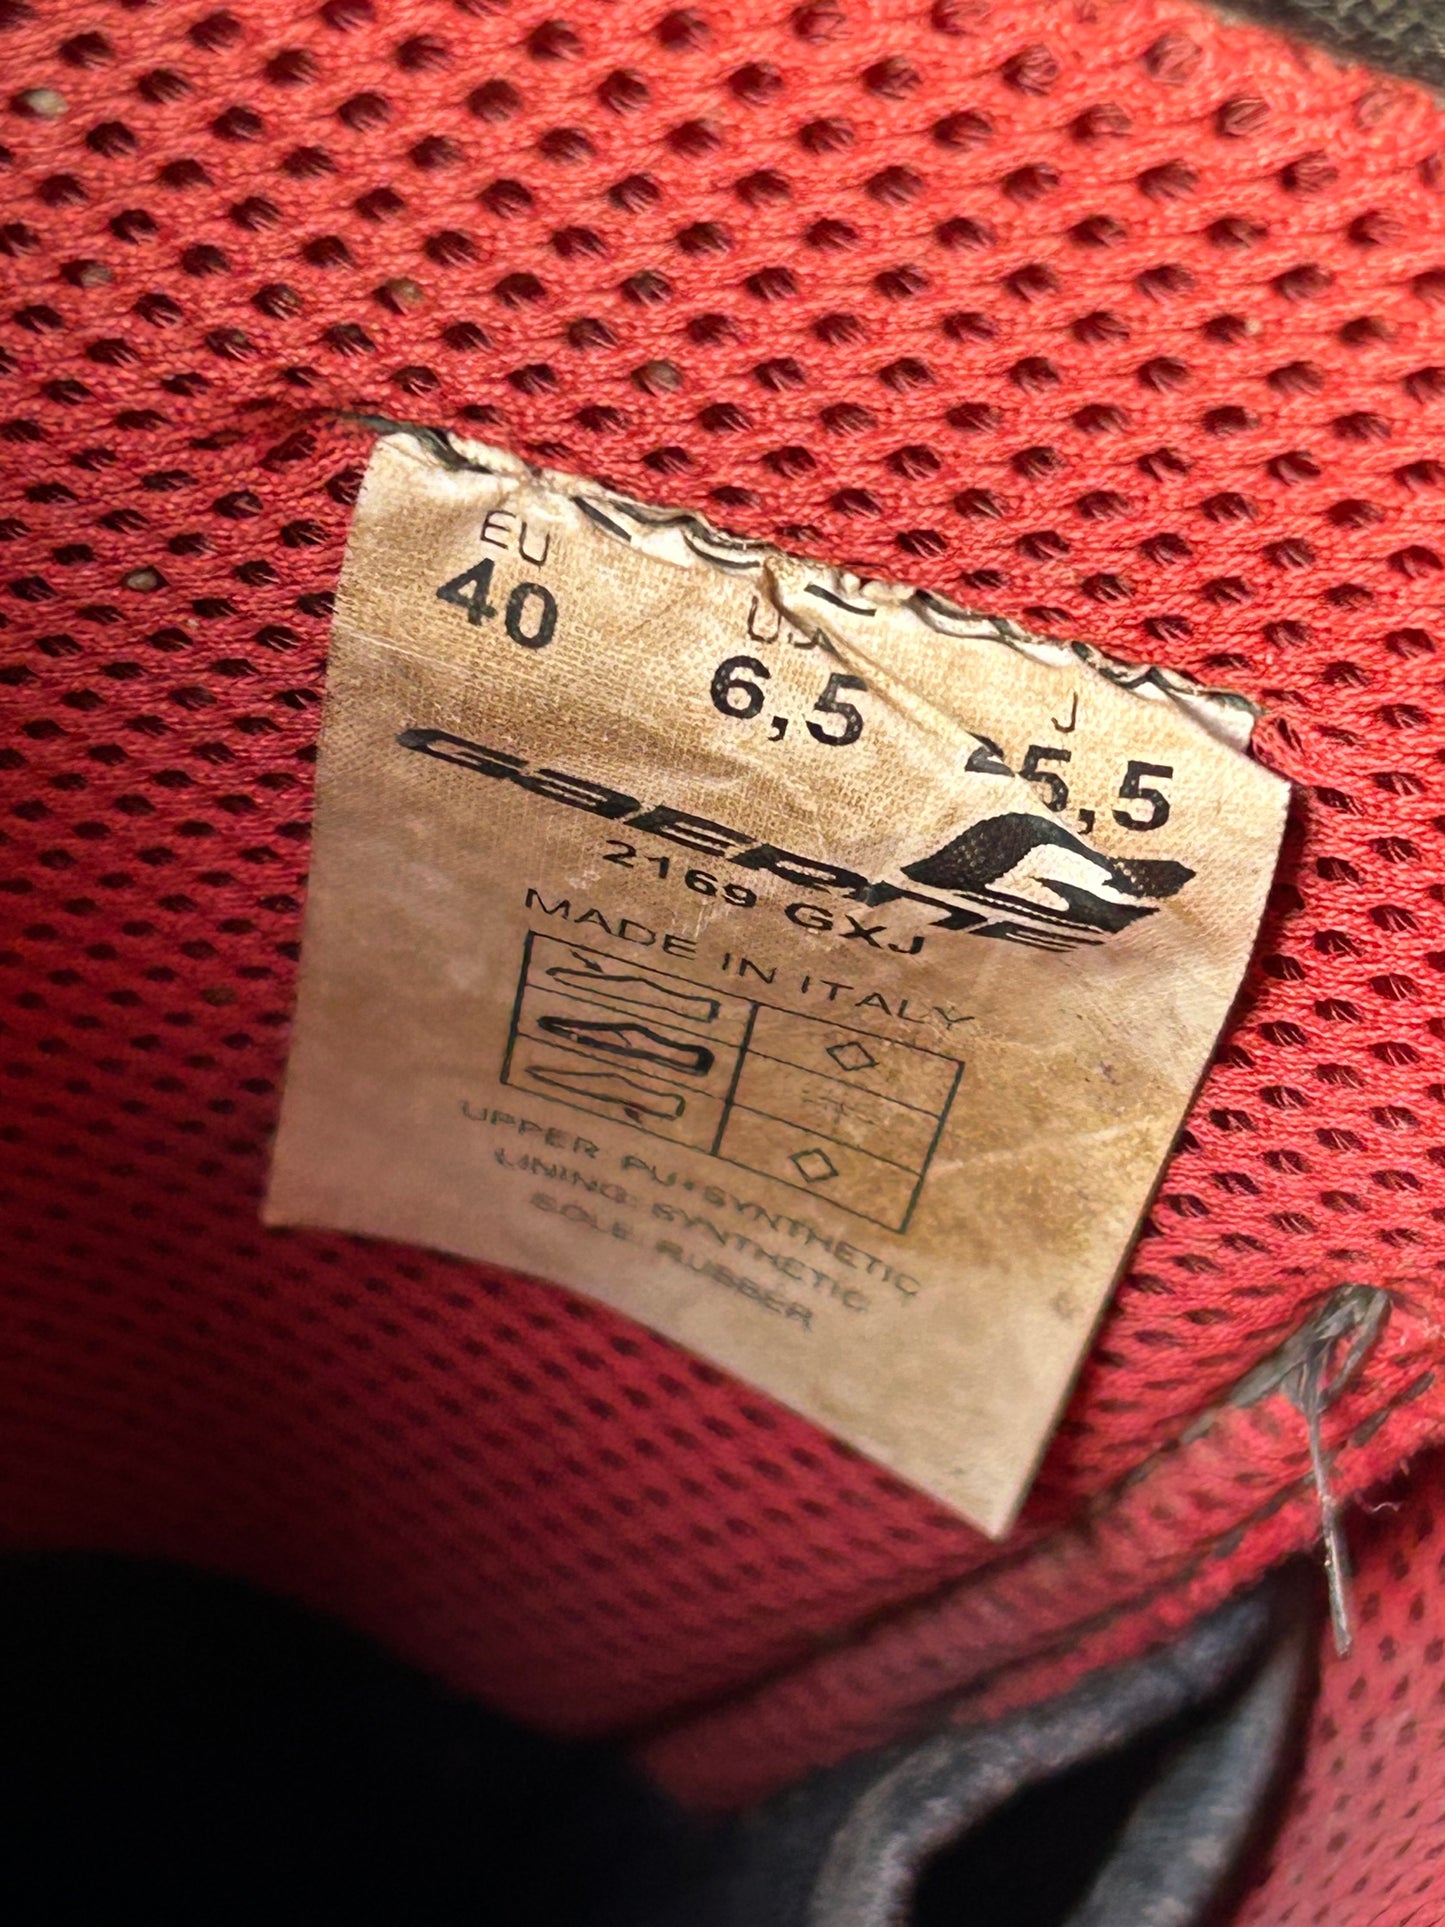 EU US J
40 6,5 25,5
GAERNE
2169 GXJ
MADE IN ITALY
UPPER PU+SYNTHETIC
LINING: SYNTHETIC
SOLE: RUBBER